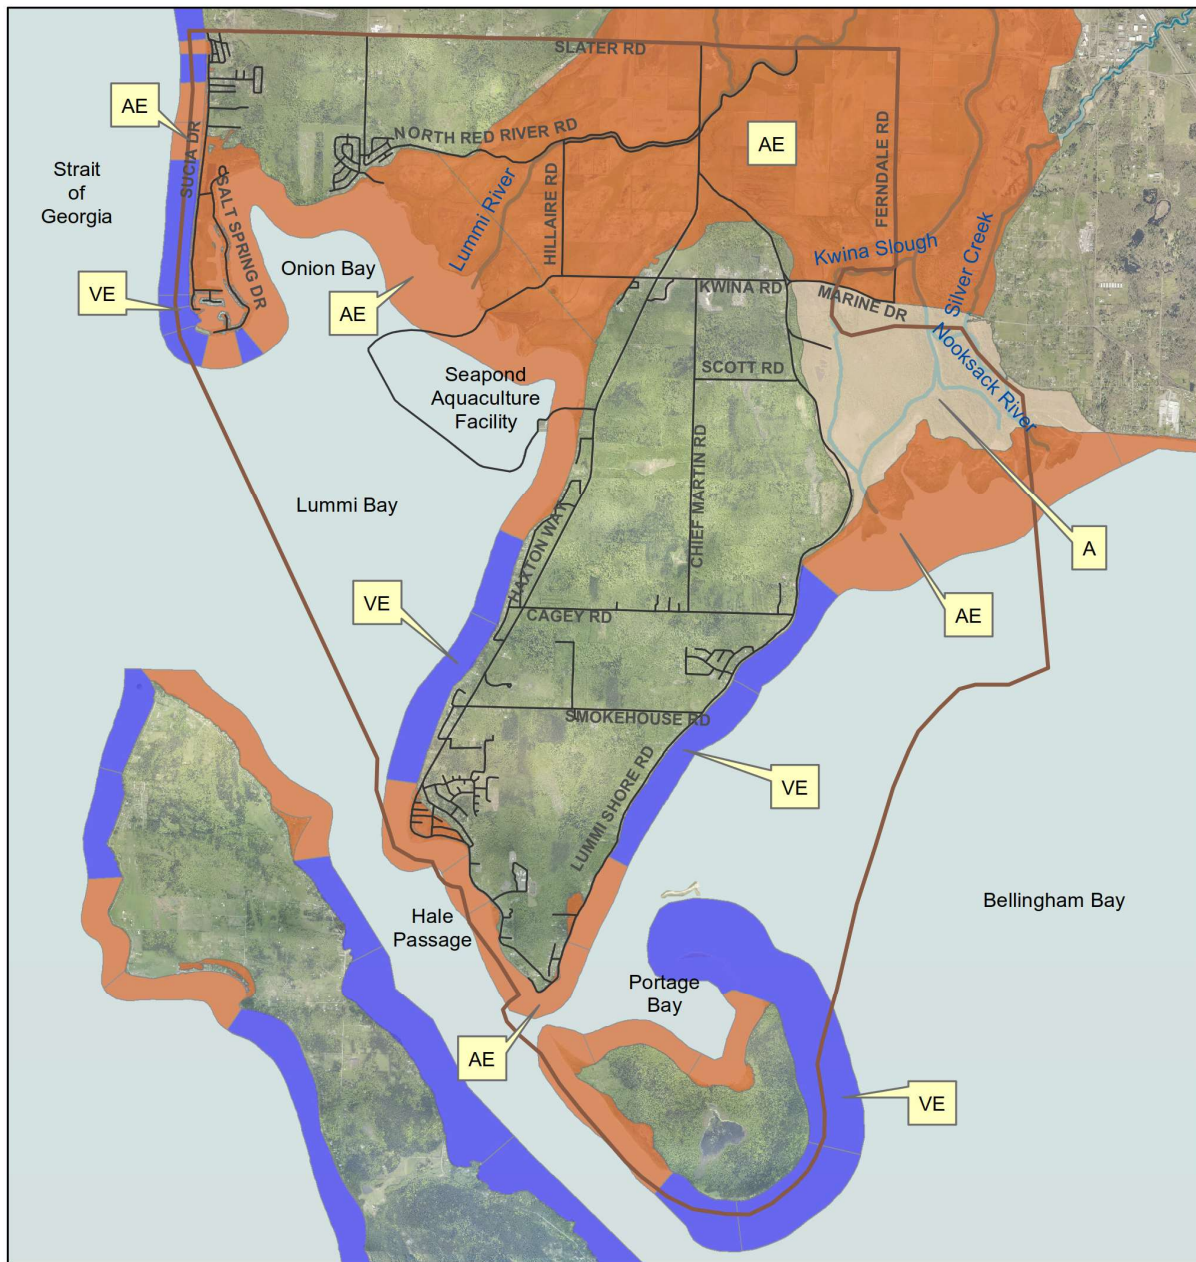 SLATER RD
AE
NORTH RED RIVER RD
AE
SUCIA DR
Strait
of
Georgia
SALT SPRING DR
HILLAIRE RD
Lummi River
FERNDALE RD
Kwina Slough
Silver Creek
Onion Bay
VE
AE
KWINA RD
MARINE DR
Nooksack River
SCOTT RD
Seapond
Aquaculture
Facility
CHIEF MARTIN RD
Lummi Bay
HAXTON WAY
A
VE
CAGEY RD
AE
SMOKEHOUSE RD
LUMMI SHORE RD
VE
Hale
Passage
Bellingham Bay
Portage
Bay
AE
VE